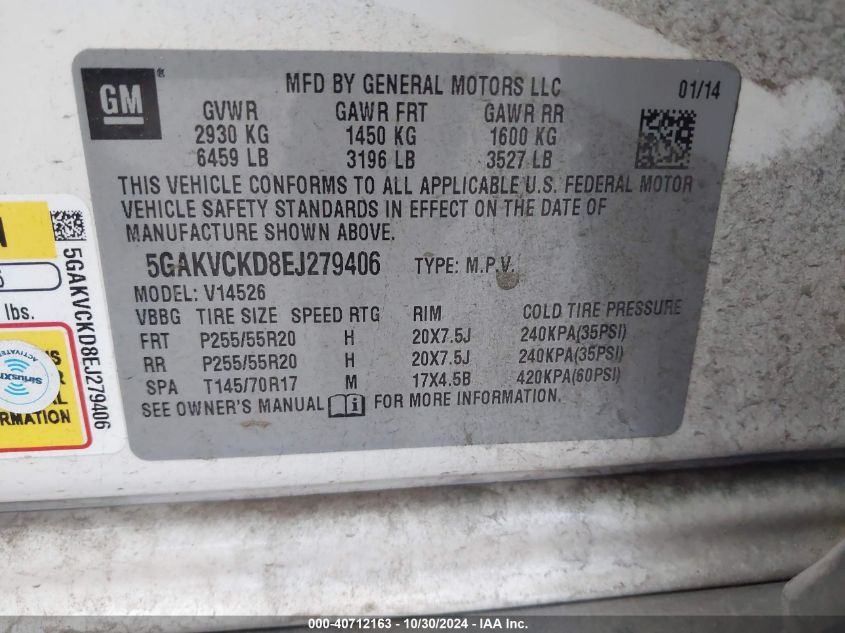 GM®
MFD BY GENERAL MOTORS LLC
01/14
GVWR GAWR FRT GAWR RR
2930 KG 1450 KG 1600 KG
6459 LB 3196 LB 3527 LB
THIS VEHICLE CONFORMS TO ALL APPLICABLE U.S. FEDERAL MOTOR
VEHICLE SAFETY STANDARDS IN EFFECT ON THE DATE OF
MANUFACTURE SHOWN ABOVE.
5GAKVCKD8EJ279406 TYPE: M.P.V.
MODEL: V14526
VBBG TIRE SIZE SPEED RTG RIM COLD TIRE PRESSURE
FRT P255/55R20 H 20X7.5J 240KPA(35PSI)
RR P255/55R20 H 20X7.5J 240KPA(35PSI)
SPA T145/70R17 M 17X4.5B 420KPA(60PSI)
SEE OWNER'S MANUAL i FOR MORE INFORMATION.
lbs.
5GAKVCKD8EJ279406
ACTIVATED
SiriusXM
RMATION
000-40712163 - 10/30/2024 - IAA Inc.